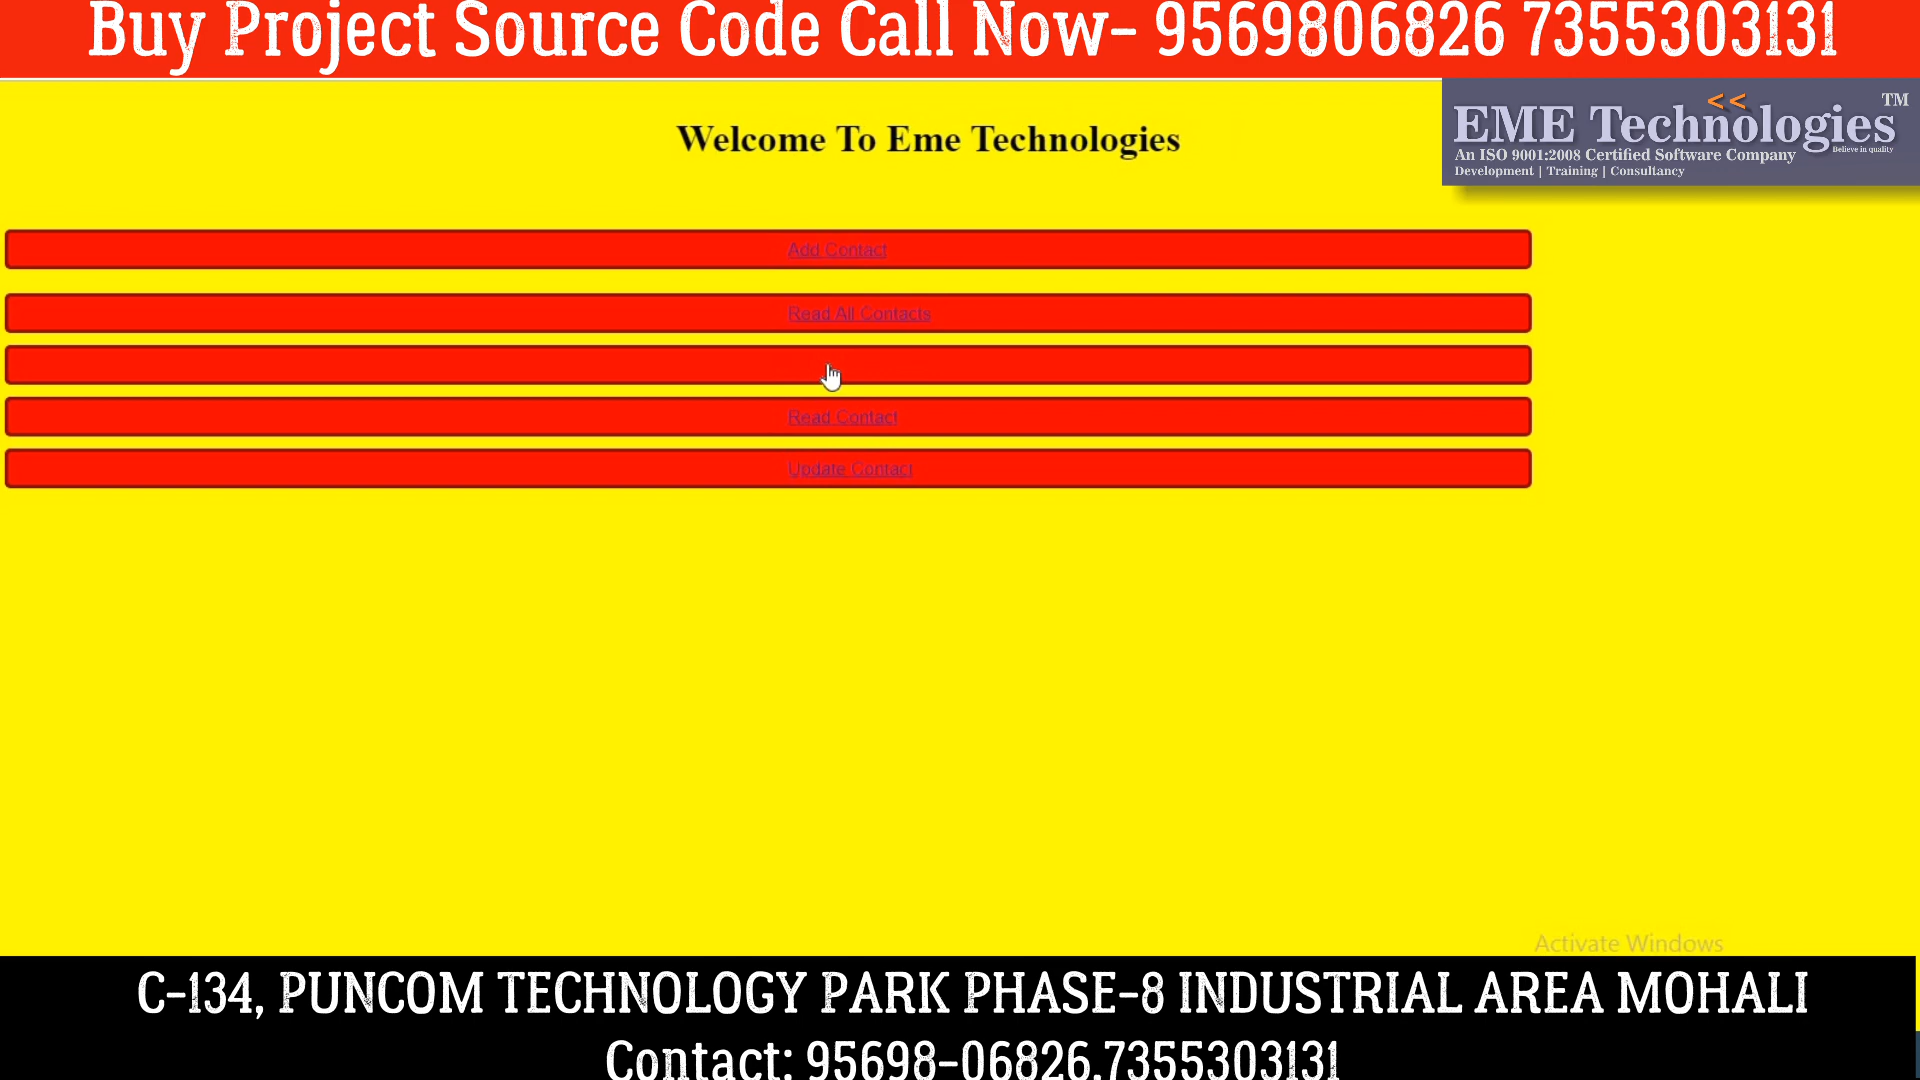 Buy Project Source Code Call Now- 9569806826 7355303131
<<
EME Technologies TM
An ISO 9001:2008 Certified Software Company Believe in quality
Development | Training | Consultancy
Welcome To Eme Technologies
Add Contact
Read All Contacts
Read Contact
Update Contact
Activate Windows
C-134, PUNCOM TECHNOLOGY PARK PHASE-8 INDUSTRIAL AREA MOHALI
Contact: 95698-06826,7355303131